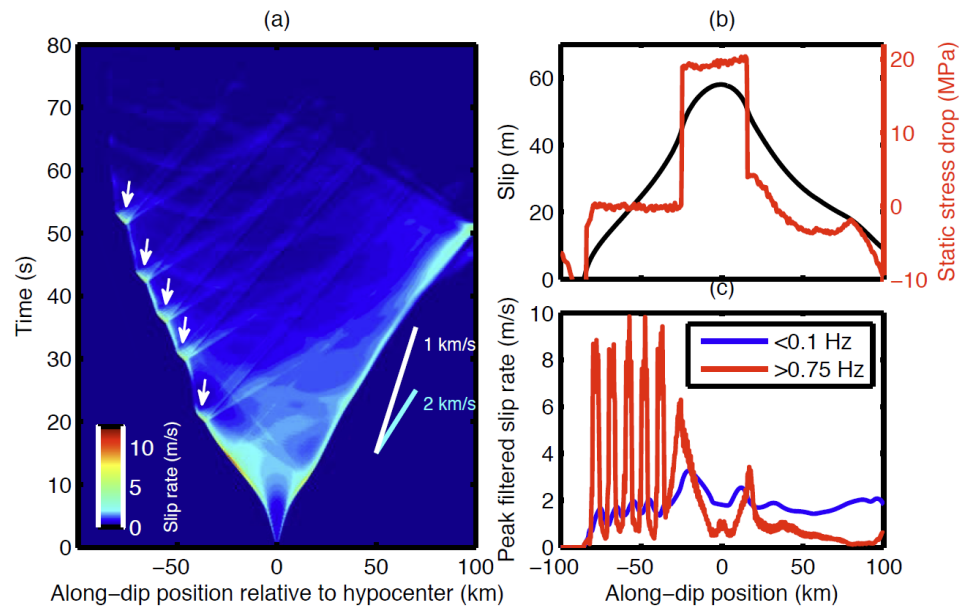 (a)
80
70
60
50
40
30
20
10
0
Time (s)
−50
0
50
100
Along−dip position relative to hypocenter (km)
1 km/s
2 km/s
10
5
0
Slip rate (m/s)
(b)
60
40
20
0
Slip (m)
20
10
0
−10
Static stress drop (MPa)
(c)
10
8
6
4
2
0
Peak filtered slip rate (m/s)
<0.1 Hz
>0.75 Hz
−100
−50
0
50
100
Along−dip position (km)